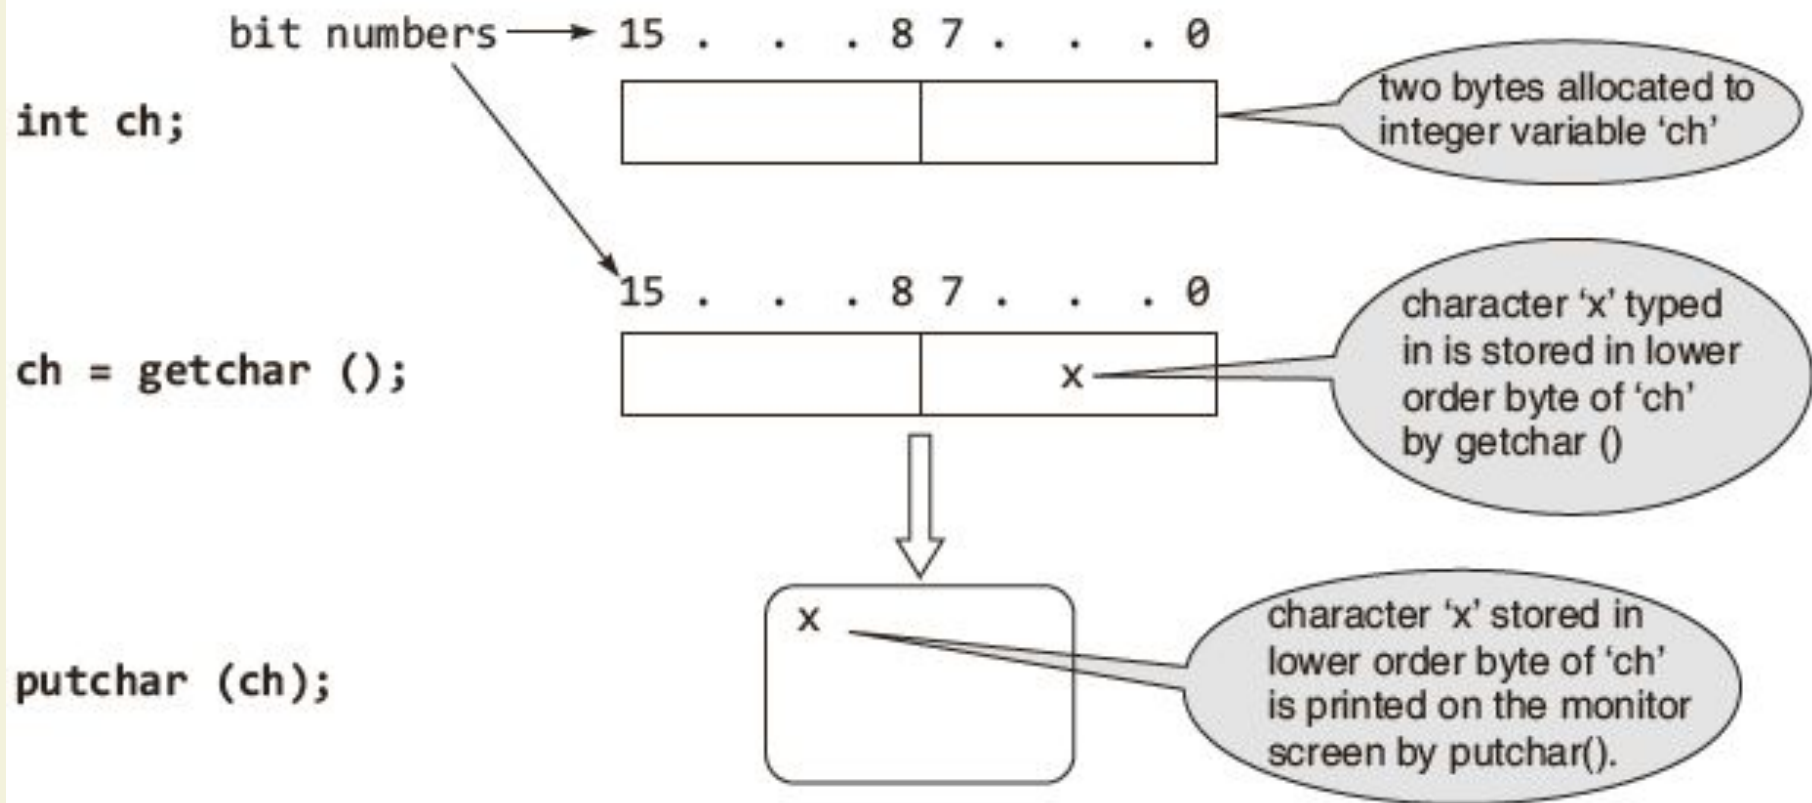 bit numbers 15 . . . 8 7 . . . 0
int ch;
two bytes allocated to
integer variable ‘ch’
15 . . . 8 7 . . . 0
ch = getchar ();
x
character ‘x’ typed
in is stored in lower
order byte of ‘ch’
by getchar ()
x
putchar (ch);
character ‘x’ stored in
lower order byte of ‘ch’
is printed on the monitor
screen by putchar().